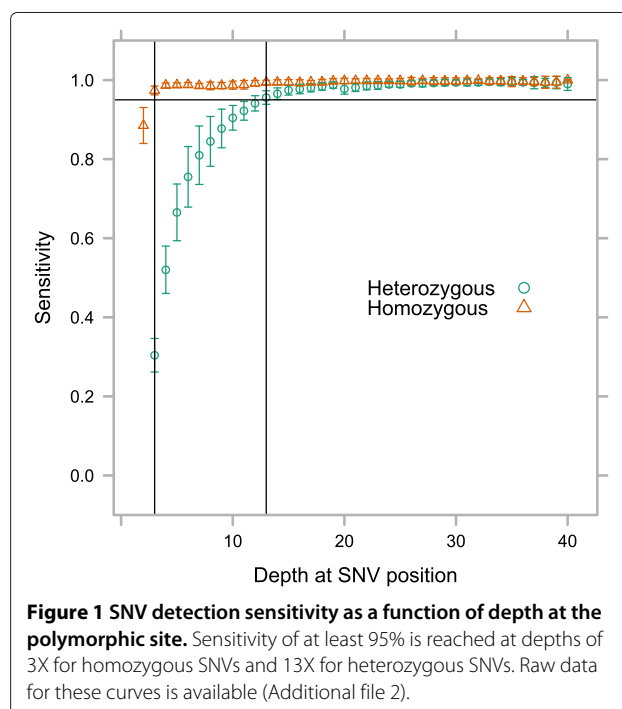 1.0
0.8
0.6
0.4
0.2
0.0
Sensitivity
Heterozygous
Homozygous
10 20 30 40
Depth at SNV position
Figure 1 SNV detection sensitivity as a function of depth at the
polymorphic site. Sensitivity of at least 95% is reached at depths of
3X for homozygous SNVs and 13X for heterozygous SNVs. Raw data
for these curves is available (Additional file 2).